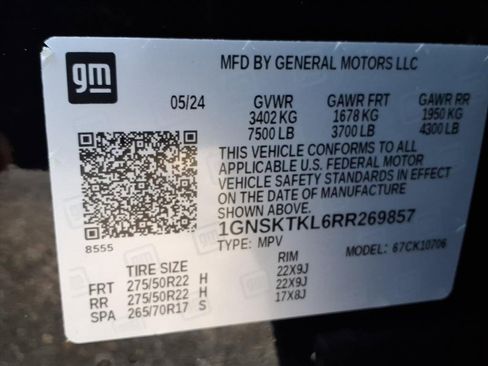 gm
MFD BY GENERAL MOTORS LLC
05/24 GVWR GAWR FRT GAWR RR
3402 KG 1678 KG 1950 KG
7500 LB 3700 LB 4300 LB
THIS VEHICLE CONFORMS TO ALL
APPLICABLE U.S. FEDERAL MOTOR
VEHICLE SAFETY STANDARDS IN EFFECT
ON THE DATE OF MANUFACTURE
SHOWN ABOVE.
1GNSKTKL6RR269857
8555 TYPE: MPV MODEL: 67CK10706
TIRE SIZE RIM
FRT 275/50R22 H 22X9J
RR 275/50R22 H 22X9J
SPA 265/70R17 S 17X8J